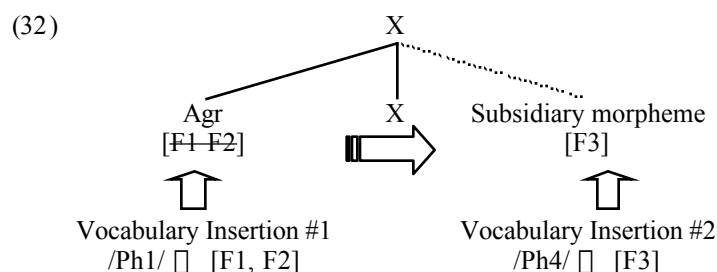 (32) X
Agr X Subsidiary morpheme
[F1 F2] [F3]
Vocabulary Insertion #1 Vocabulary Insertion #2
/Ph1/ □ [F1, F2] /Ph4/ □ [F3]